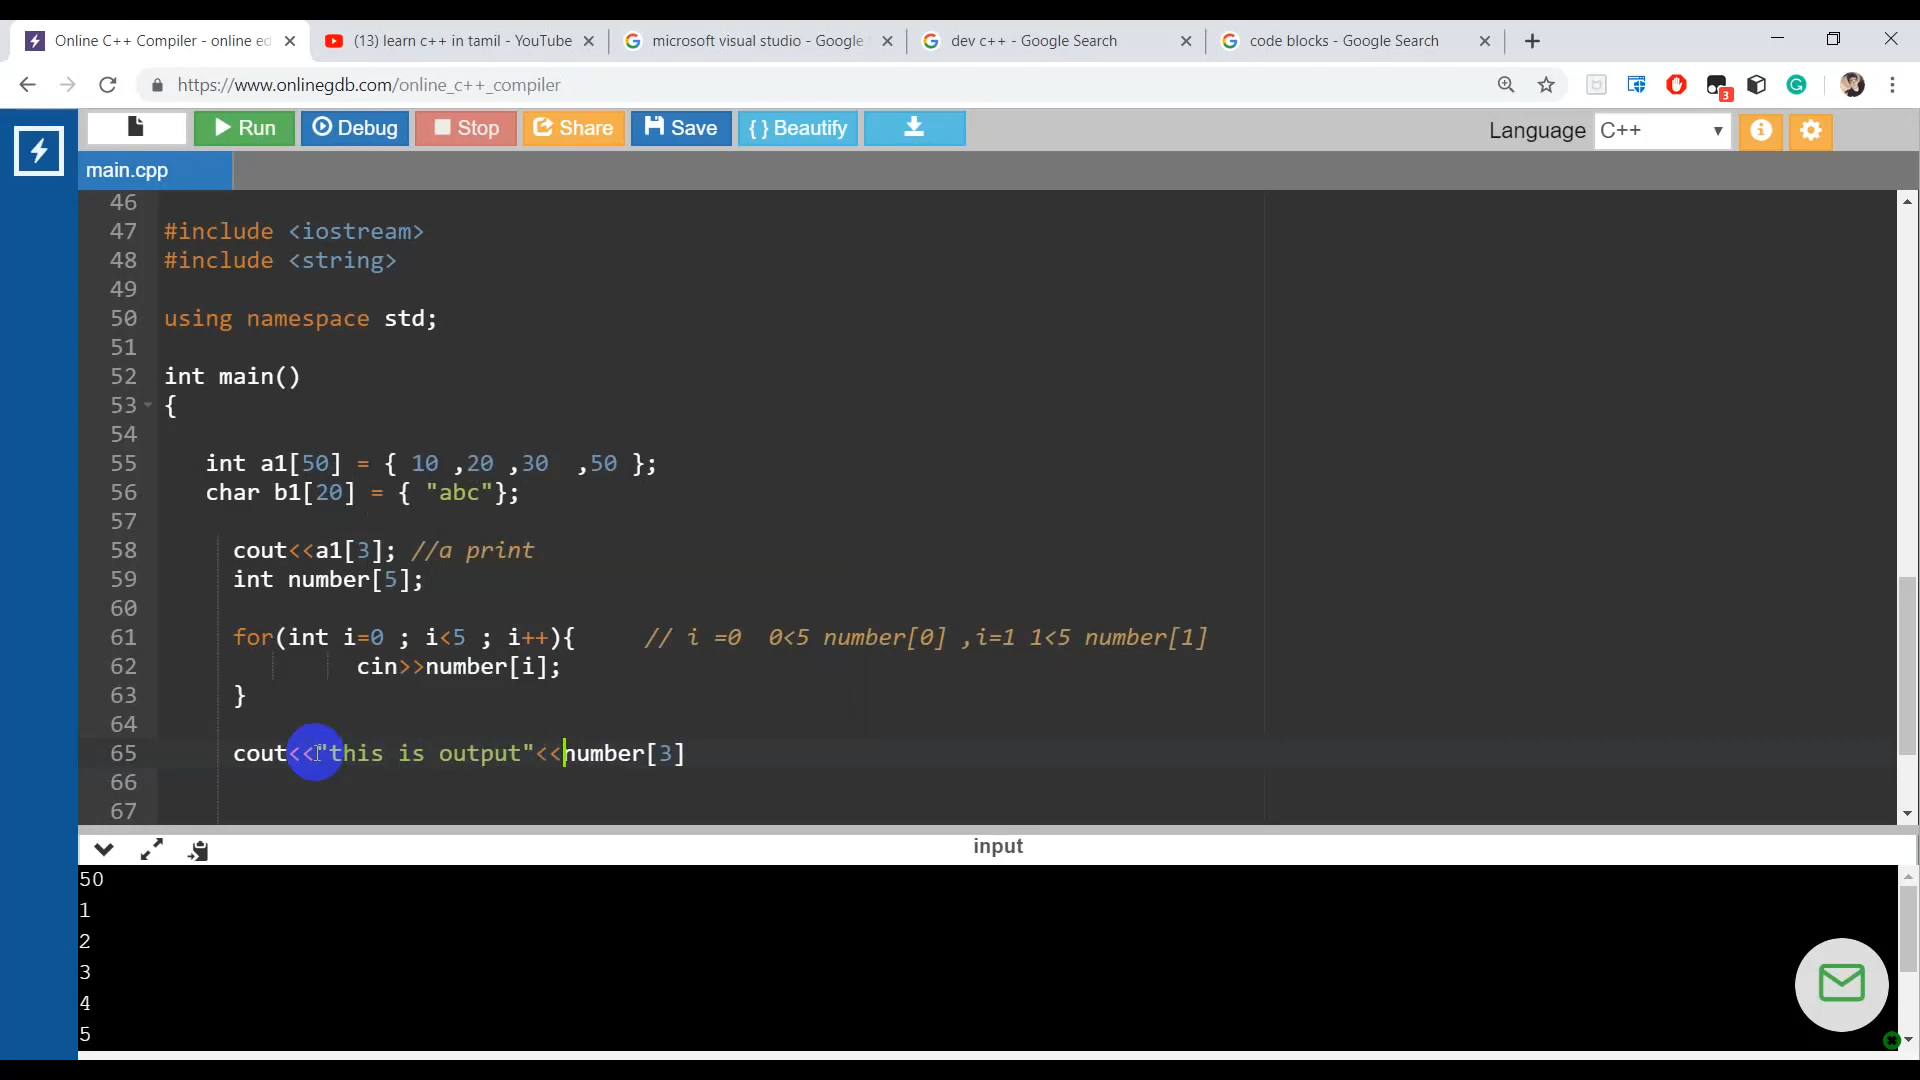 Online C++ Compiler - online ed
(13) learn c++ in tamil - YouTube
microsoft visual studio - Google
dev c++ - Google Search
code blocks - Google Search
https://www.onlinegdb.com/online_c++_compiler
3
Run
Debug
Stop
Share
Save
{ } Beautify
Language
C++
main.cpp
46
47 #include <iostream>
48 #include <string>
49
50 using namespace std;
51
52 int main()
53 {
54
55 int a1[50] = { 10 ,20 ,30  ,50 };
56 char b1[20] = { "abc"};
57
58 cout<<a1[3]; //a print
59 int number[5];
60
61 for(int i=0 ; i<5 ; i++){     // i =0  0<5 number[0] ,i=1 1<5 number[1]
62 cin>>number[i];
63 }
64
65 cout<<"this is output"<<number[3]
66
67
input
50
1
2
3
4
5